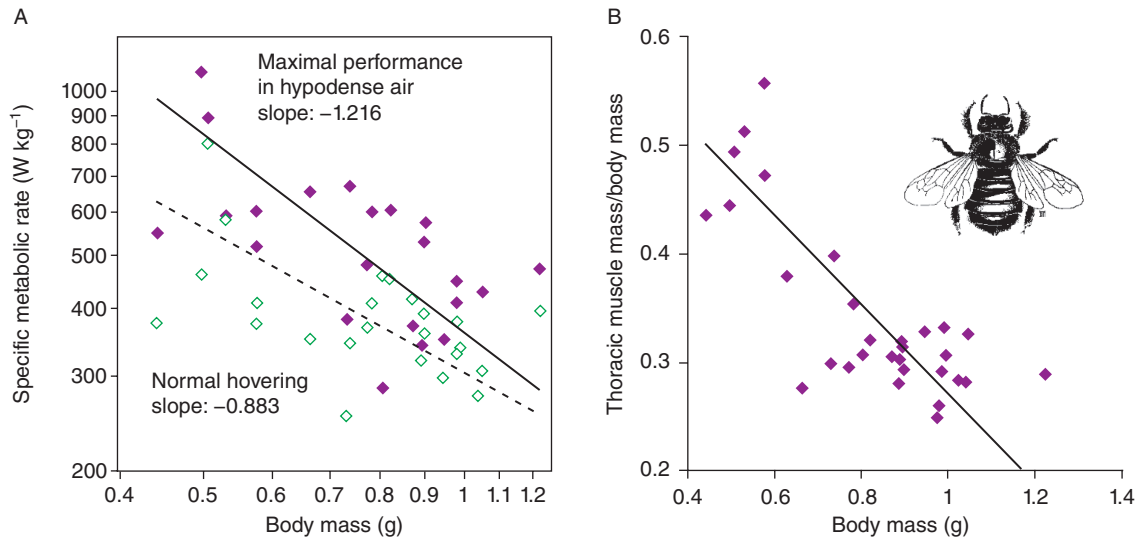 A
Maximal performance
in hypodense air
slope: −1.216
Normal hovering
slope: −0.883
Specific metabolic rate (W kg−1)
1000
900
800
700
600
500
400
300
200
0.4
0.5
0.6
0.7
0.8
0.9
1
1.1
1.2
Body mass (g)
B
Thoracic muscle mass/body mass
0.6
0.5
0.4
0.3
0.2
0.4
0.6
0.8
1
1.2
1.4
Body mass (g)